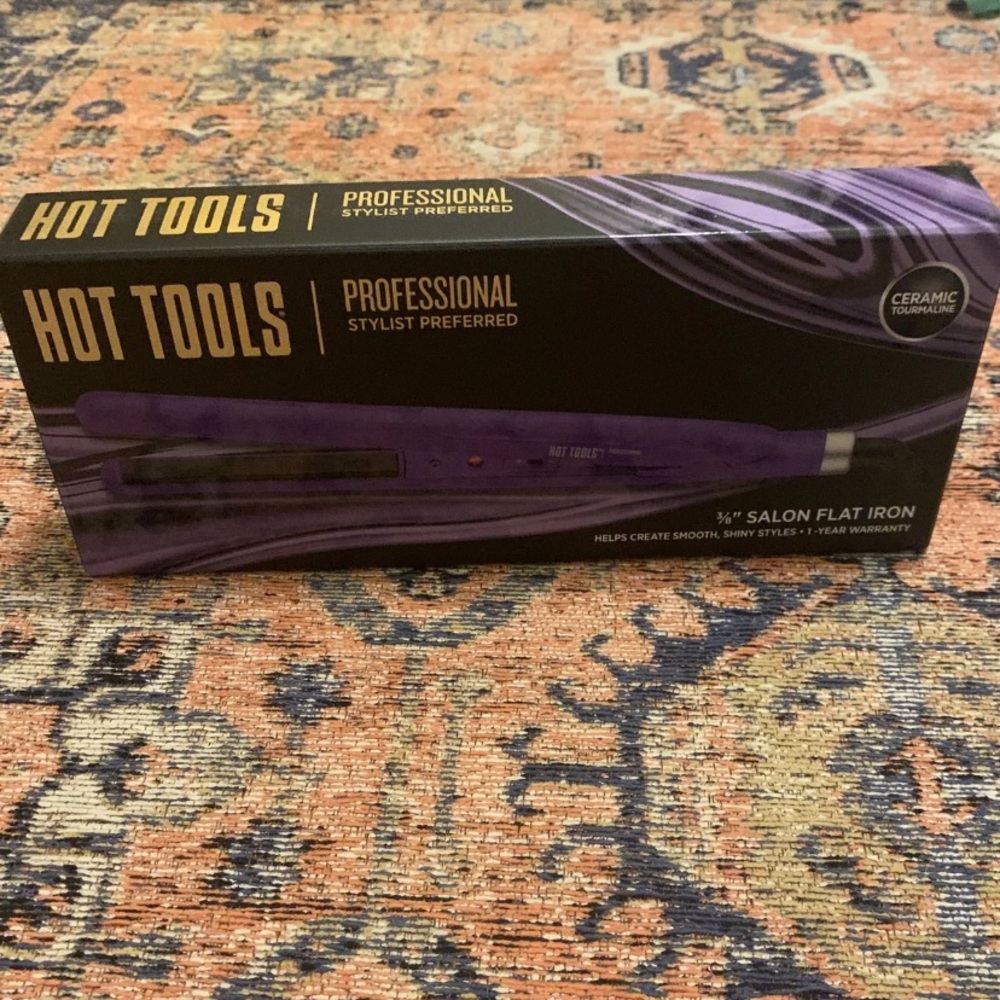 HOT TOOLS | PROFESSIONAL
STYLIST PREFERRED
HOT TOOLS® | PROFESSIONAL
STYLIST PREFERRED
CERAMIC
TOURMALINE
HOT TOOLS
3/8" SALON FLAT IRON
HELPS CREATE SMOOTH, SHINY STYLES • 1-YEAR WARRANTY